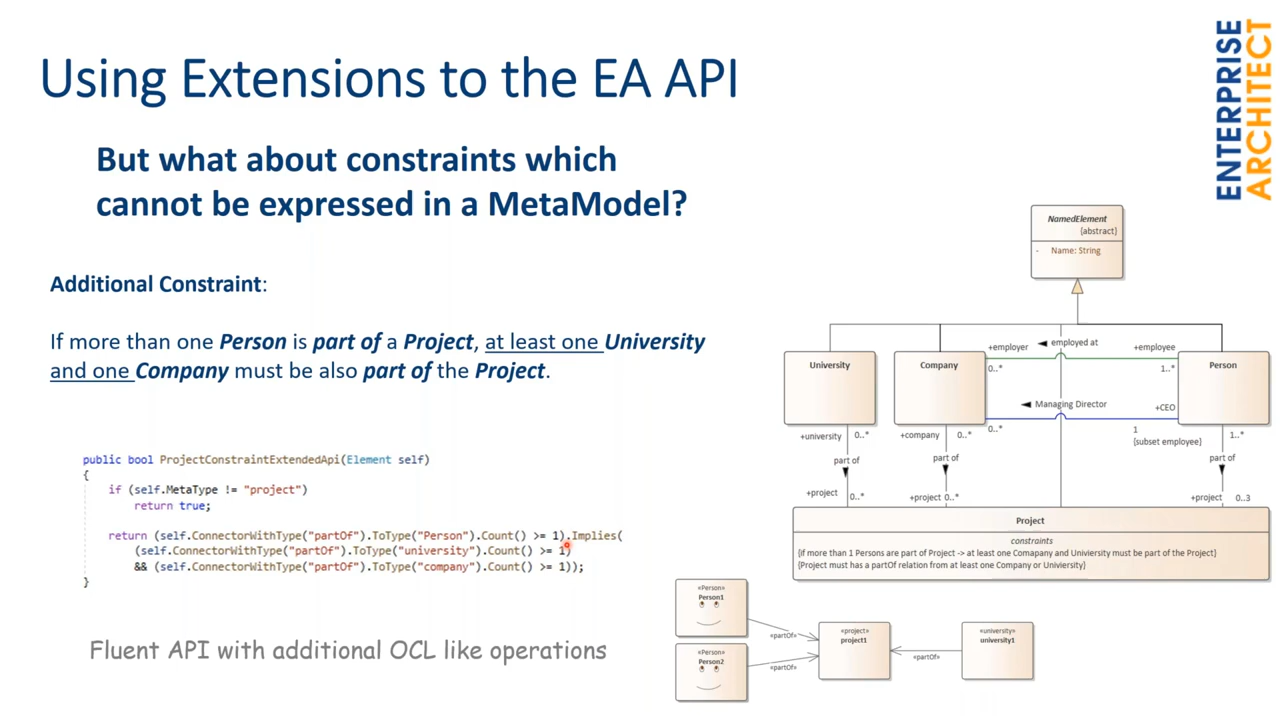 Using Extensions to the EA API
ENTERPRISE
ARCHITECT
But what about constraints which
cannot be expressed in a MetaModel?
Additional Constraint:
If more than one Person is part of a Project, at least one University
and one Company must be also part of the Project.
public bool ProjectConstraintExtendedApi(Element self)
{
if (self.MetaType != "project")
return true;
return (self.ConnectorWithType("partOf").ToType("Person").Count() >= 1).Implies(
(self.ConnectorWithType("partOf").ToType("university").Count() >= 1)
&& (self.ConnectorWithType("partOf").ToType("company").Count() >= 1));
}
Fluent API with additional OCL like operations
NamedElement
{abstract}
- Name: String
University
Company
Person
+employer
employed at
+employee
0..*
1..*
Managing Director
+CEO
0..*
1
{subset employee}
+university
0..*
+company
0..*
1..*
part of
part of
part of
+project
0..*
+project
0..*
+project
0..3
Project
constraints
{if more than 1 Persons are part of Project -> at least one Comapany and Univiersity must be part of the Project}
{Project must has a partOf relation from at least one Company or Univiersity}
«Person»
Person1
«Person»
Person2
«partOf»
«partOf»
«project»
project1
«partOf»
«university»
university1